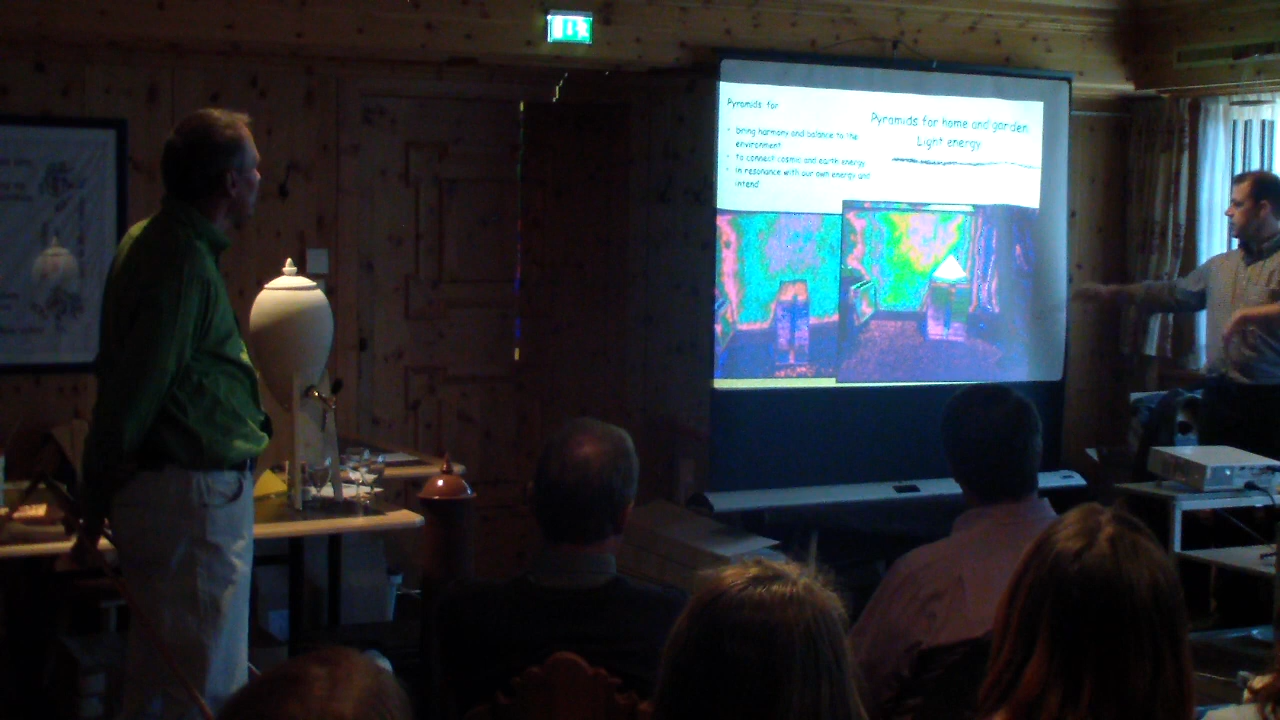 Pyramids for
• bring harmony and balance to the
environment
• to connect cosmic and earth energy
• In resonance with our own energy and
intend
Pyramids for home and garden
Light energy